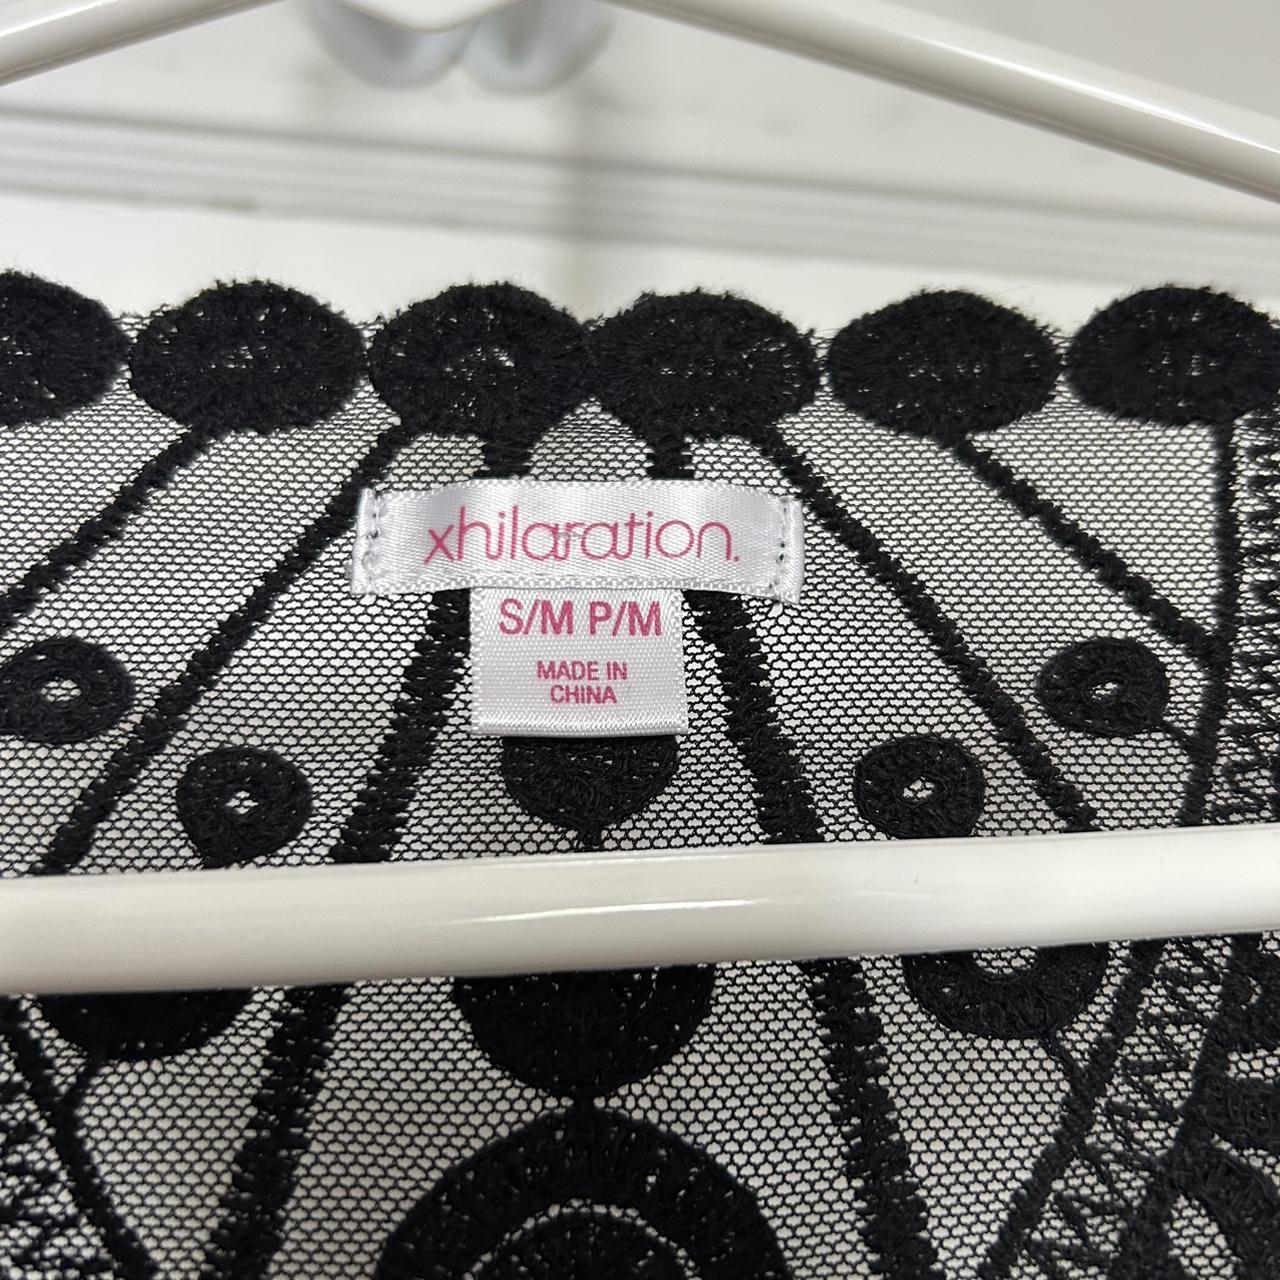 xhilaration.
S/M P/M
MADE IN
CHINA